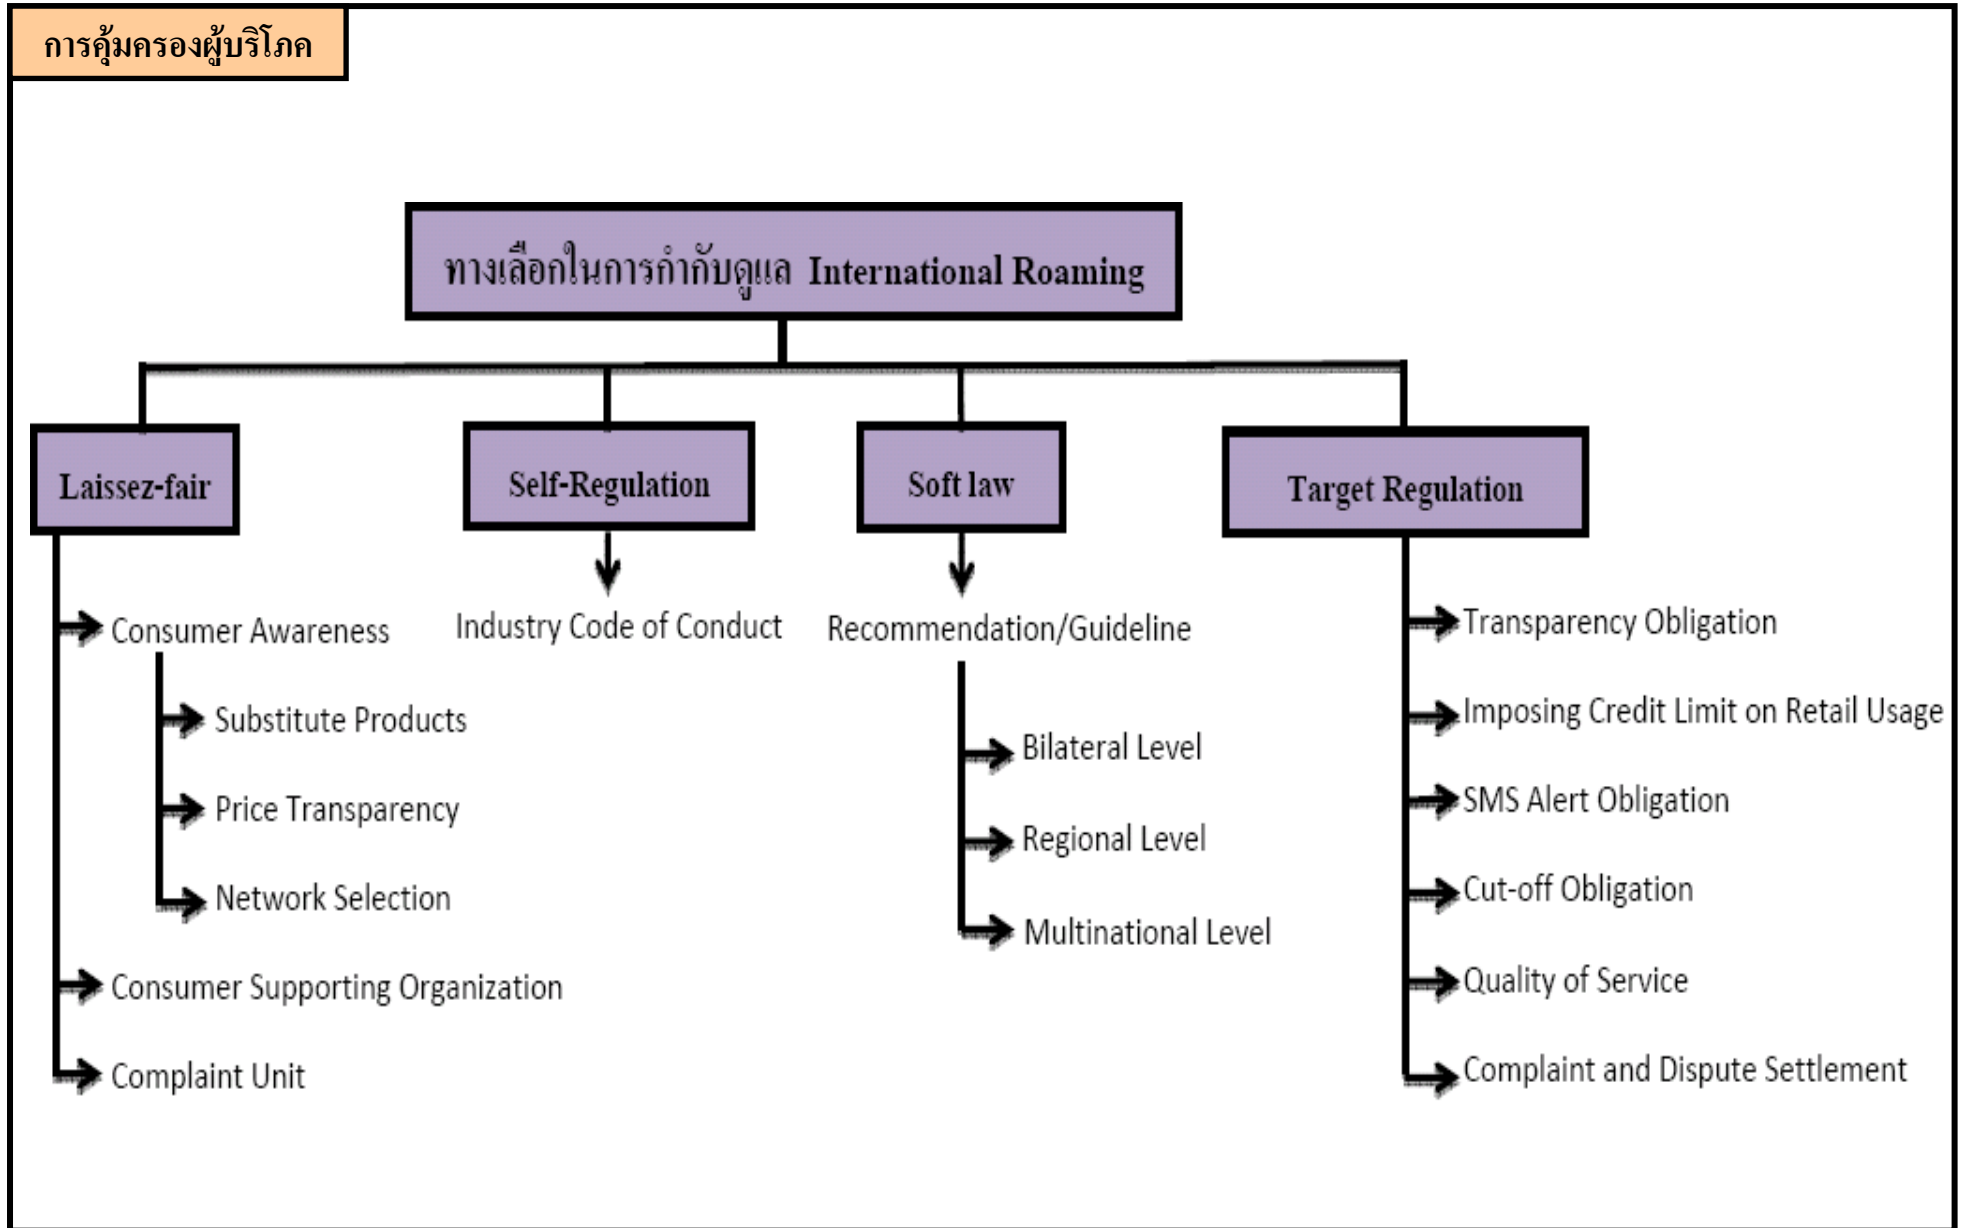 การคุ้มครองผู้บริโภค
ทางเลือกในการกำกับดูแล International Roaming
Laissez-fair
Consumer Awareness
Substitute Products
Price Transparency
Network Selection
Consumer Supporting Organization
Complaint Unit
Self-Regulation
Industry Code of Conduct
Soft law
Recommendation/Guideline
Bilateral Level
Regional Level
Multinational Level
Target Regulation
Transparency Obligation
Imposing Credit Limit on Retail Usage
SMS Alert Obligation
Cut-off Obligation
Quality of Service
Complaint and Dispute Settlement